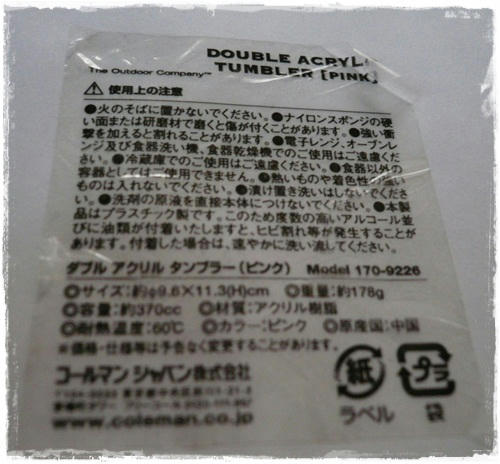 DOUBLE ACRYL
The Outdoor Company™
TUMBLER [PINK]
使用上の注意
●火のそばに置かないでください。●ナイロンスポンジの硬
い面または研磨材で磨くと傷が付くことがあります。●強い衝
撃を加えると割れることがあります。●電子レンジ、オーブンレ
ンジ及び食器洗い機、食器乾燥機でのご使用はご遠慮くだ
さい。●冷蔵庫でのご使用はご遠慮ください。●食器以外の
容器としてはご使用できません。●熱いものや着色性の強い
ものは入れないでください。●漬け置き洗いはしないでくださ
い。●洗剤の原液を直接本体につけないでください。●本製
品はプラスチック製です。このため度数の高いアルコール並
びに油類が付着いたしますと、ヒビ割れ等が発生することが
あります。付着した場合は、速やかに洗い流してください。
ダブル アクリル タンブラー(ピンク) Model 170-9226
◎サイズ:約φ9.6×11.3(H)cm ◎重量:約178g
◎容量:約370cc ◎材質:アクリル樹脂
◎耐熱温度:60℃ ◎カラー:ピンク ◎原産国:中国
※価格・仕様等は予告なく変更することがあります。
コールマン ジャパン株式会社
www.coleman.co.jp
紙
ラベル
プラ
袋